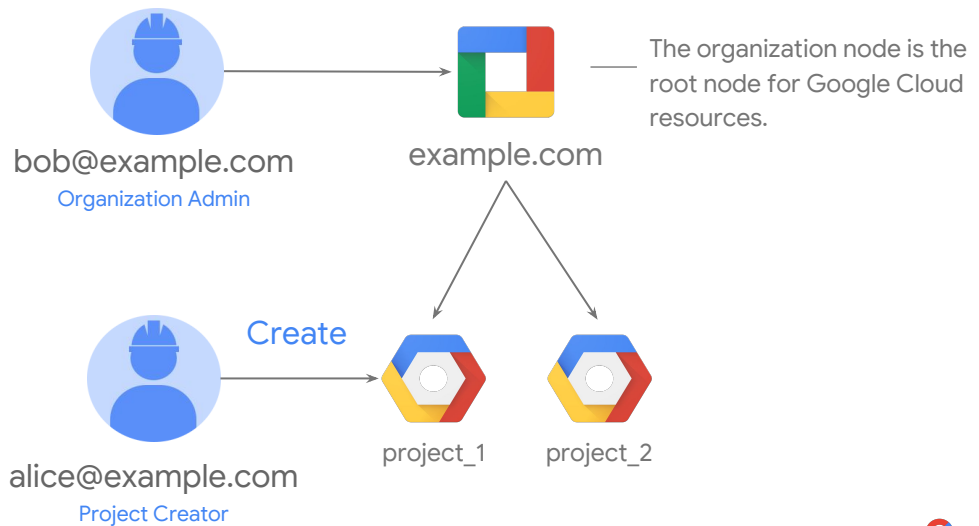 The organization node is the
root node for Google Cloud
resources.
bob@example.com
Organization Admin
example.com
Create
project_1
project_2
alice@example.com
Project Creator